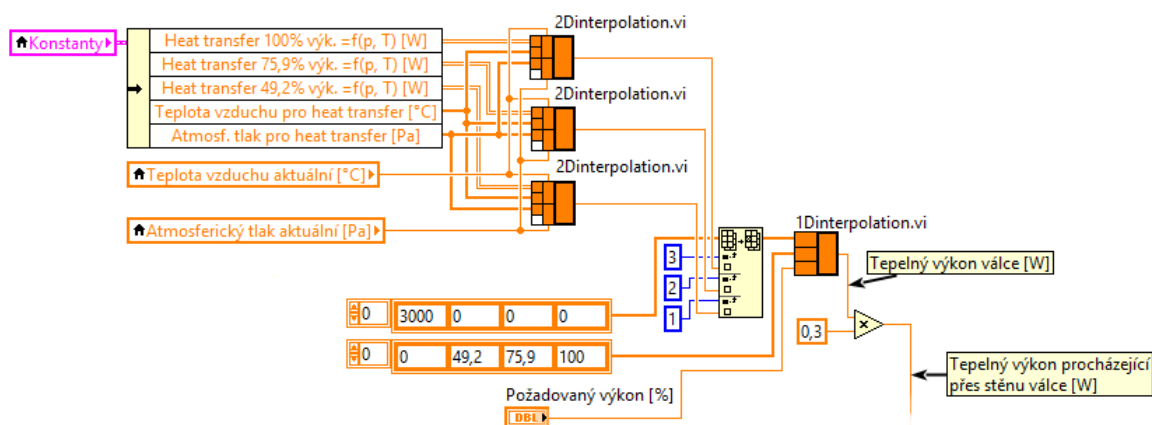 2Dinterpolation.vi
Konstanty
Heat transfer 100% výk. =f(p, T) [W]
Heat transfer 75,9% výk. =f(p, T) [W]
Heat transfer 49,2% výk. =f(p, T) [W]
Teplota vzduchu pro heat transfer [°C]
Atmosf. tlak pro heat transfer [Pa]
2Dinterpolation.vi
2Dinterpolation.vi
Teplota vzduchu aktuální [°C]
Atmosferický tlak aktuální [Pa]
1Dinterpolation.vi
3
2
1
Tepelný výkon válce [W]
0 3000 0 0 0
0,3
0 0 49,2 75,9 100
Tepelný výkon procházející
přes stěnu válce [W]
Požadovaný výkon [%]
DBL